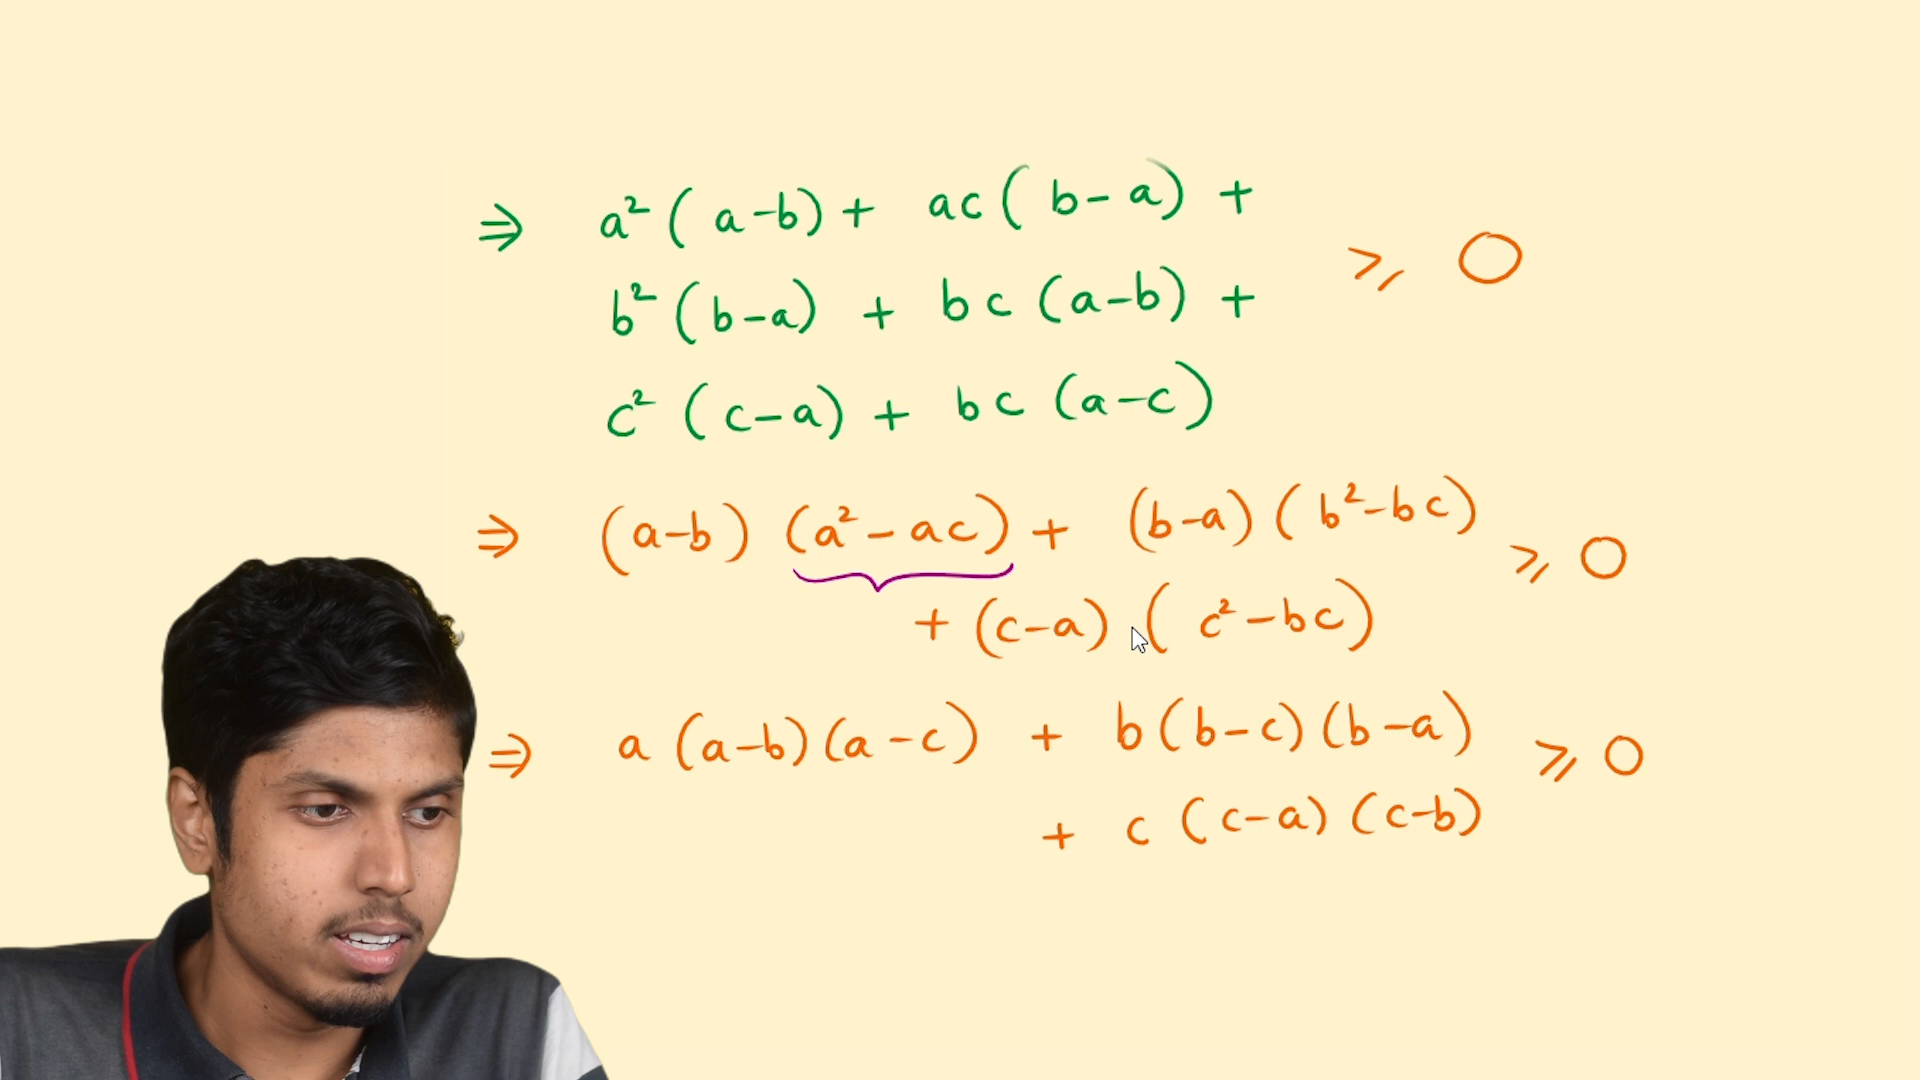 ⇒ a² (a-b) + ac (b-a) +
b² (b-a) + bc (a-b) + ⩾ 0
c² (c-a) + bc (a-c)
⇒ (a-b) (a² - ac) + (b-a) (b² - bc) ⩾ 0
+ (c-a) (c² - bc)
⇒ a (a-b) (a-c) + b (b-c) (b-a) ⩾ 0
+ c (c-a) (c-b)